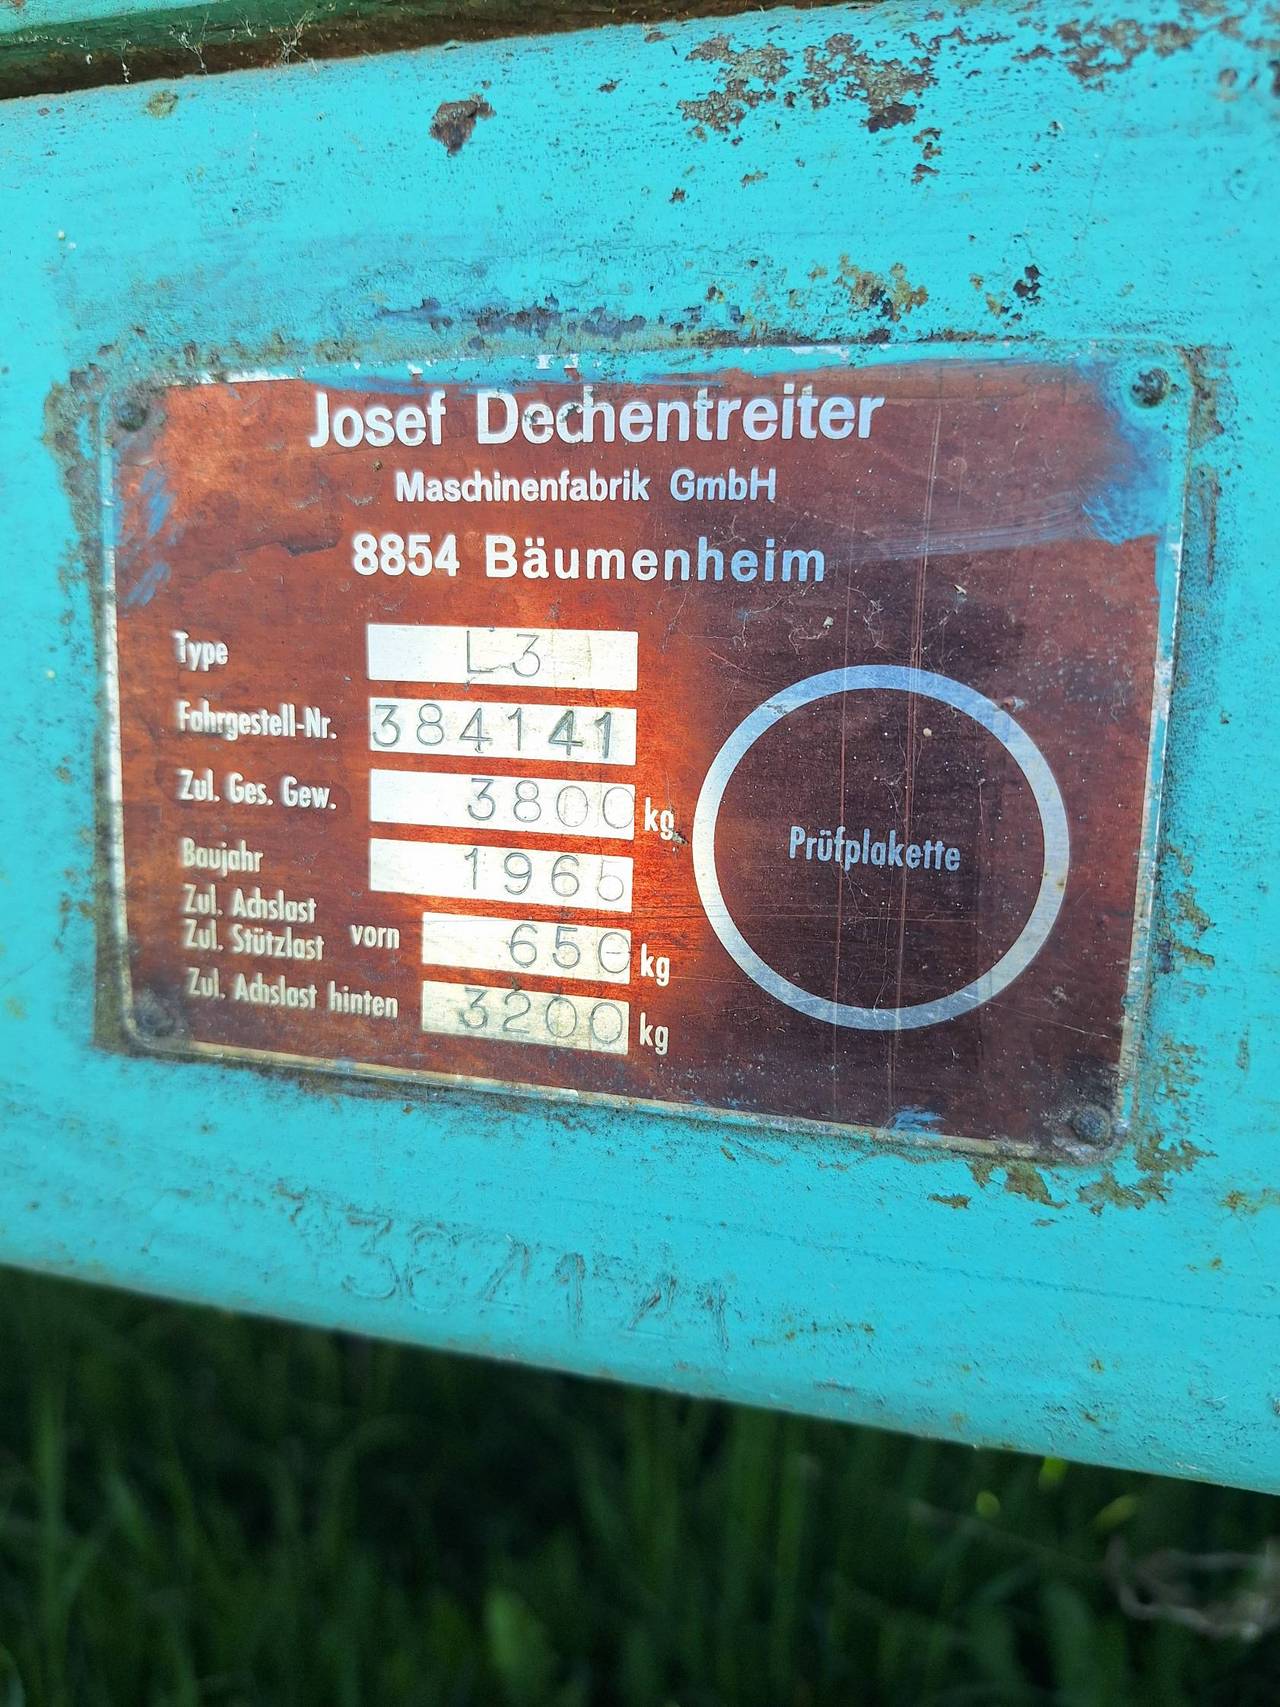 Josef Dechentreiter
Maschinenfabrik GmbH
8854 Bäumenheim
Type L3
Fahrgestell-Nr. 384141
Zul. Ges. Gew. 3800 kg
Baujahr 1965
Zul. Achslast
Zul. Stützlast vorn 650 kg
Zul. Achslast hinten 3200 kg
Prüfplakette
384141